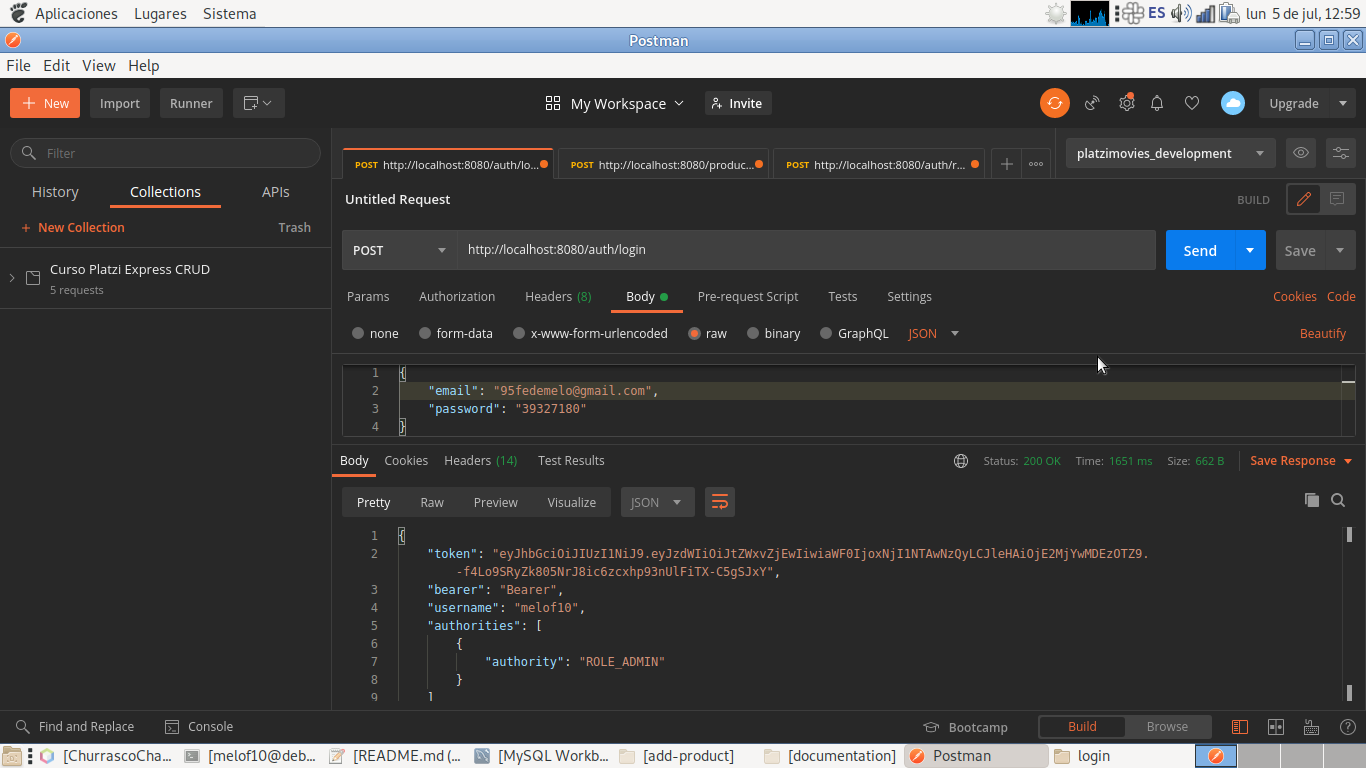 Aplicaciones Lugares Sistema ES lun 5 de jul, 12:59
Postman
File Edit View Help
New Import Runner My Workspace Invite Upgrade
Filter
POST http://localhost:8080/auth/lo... POST http://localhost:8080/produc... POST http://localhost:8080/auth/r... platzimovies_development
History Collections APIs
Untitled Request BUILD
+ New Collection Trash
POST http://localhost:8080/auth/login Send Save
Curso Platzi Express CRUD
5 requests
Params Authorization Headers (8) Body Pre-request Script Tests Settings Cookies Code
none form-data x-www-form-urlencoded raw binary GraphQL JSON Beautify
1 {
2 "email": "95fedemelo@gmail.com",
3 "password": "39327180"
4 }
Body Cookies Headers (14) Test Results Status: 200 OK Time: 1651 ms Size: 662 B Save Response
Pretty Raw Preview Visualize JSON
1 {
2 "token": "eyJhbGciOiJIUzI1NiJ9.eyJzdWIiOiJtZWxvZjEwIiwiaWF0IjoxNjI1NTAwNzQyLCJleHAiOjE2MjYwMDEzOTZ9.
-f4Lo9SRyZk805NrJ8ic6zcxhp93nUlFiTX-C5gSJxY",
3 "bearer": "Bearer",
4 "username": "melof10",
5 "authorities": [
6 {
7 "authority": "ROLE_ADMIN"
8 }
9 ]
Find and Replace Console Bootcamp Build Browse
[ChurrascoCha... [melof10@deb... [README.md (... [MySQL Workb... [add-product] [documentation] Postman login